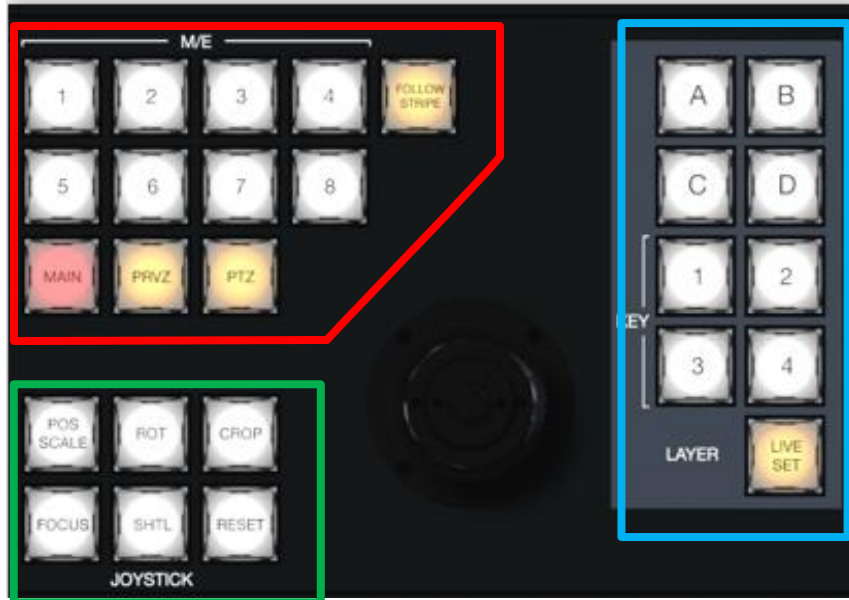 M/E
1 2 3 4 FOLLOW
STRIPE
5 6 7 8
MAIN PRVZ PTZ
A B
C D
1 2
KEY
3 4
LAYER LIVE
SET
POS
SCALE ROT CROP
FOCUS SHTL RESET
JOYSTICK